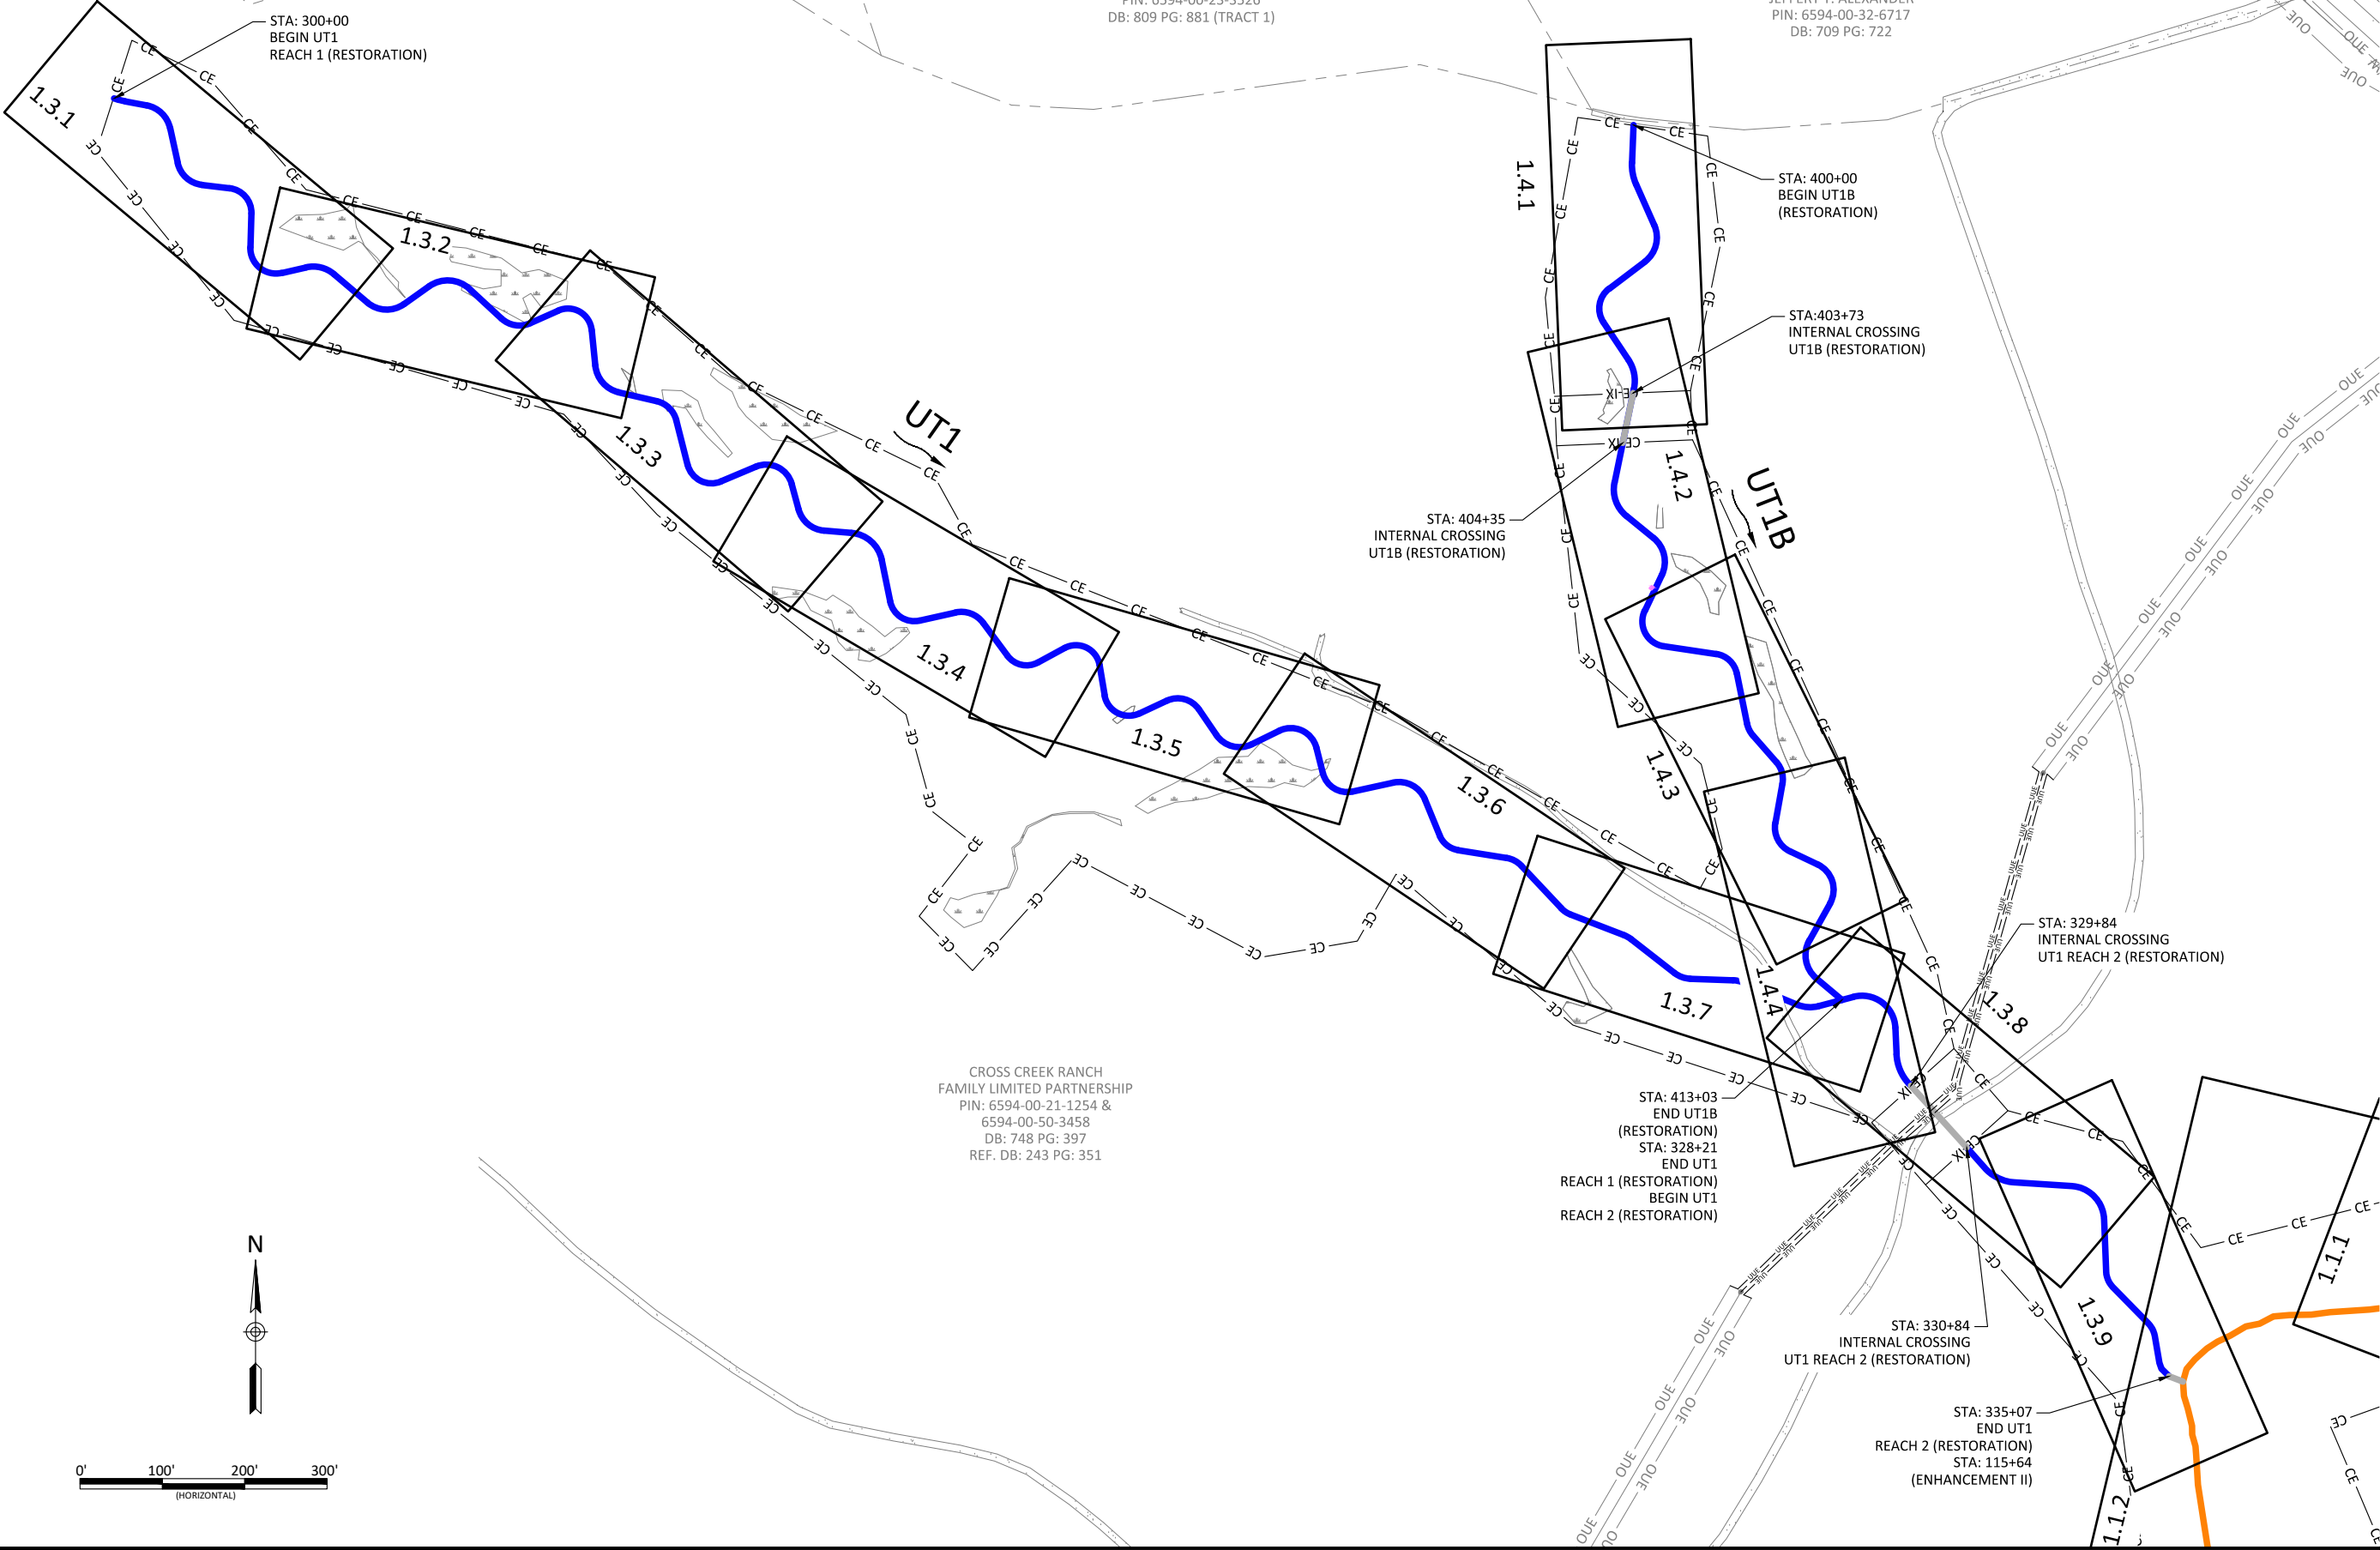 DB: 809 PG: 881 (TRACT 1)
PIN: 6594-00-32-6717
DB: 709 PG: 722
STA: 300+00
BEGIN UT1
REACH 1 (RESTORATION)
1.3.1
1.3.2
1.3.3
UT1
1.3.4
1.3.5
1.3.6
1.3.7
1.3.8
1.3.9
1.4.1
STA: 400+00
BEGIN UT1B
(RESTORATION)
STA:403+73
INTERNAL CROSSING
UT1B (RESTORATION)
1.4.2
UT1B
STA: 404+35
INTERNAL CROSSING
UT1B (RESTORATION)
1.4.3
1.4.4
STA: 329+84
INTERNAL CROSSING
UT1 REACH 2 (RESTORATION)
CROSS CREEK RANCH
FAMILY LIMITED PARTNERSHIP
PIN: 6594-00-21-1254 &
6594-00-50-3458
DB: 748 PG: 397
REF. DB: 243 PG: 351
STA: 413+03
END UT1B
(RESTORATION)
STA: 328+21
END UT1
REACH 1 (RESTORATION)
BEGIN UT1
REACH 2 (RESTORATION)
STA: 330+84
INTERNAL CROSSING
UT1 REACH 2 (RESTORATION)
STA: 335+07
END UT1
REACH 2 (RESTORATION)
STA: 115+64
(ENHANCEMENT II)
1.1.1
1.1.2
N
0' 100' 200' 300'
(HORIZONTAL)
CE
OUE
UUE
CE-IX